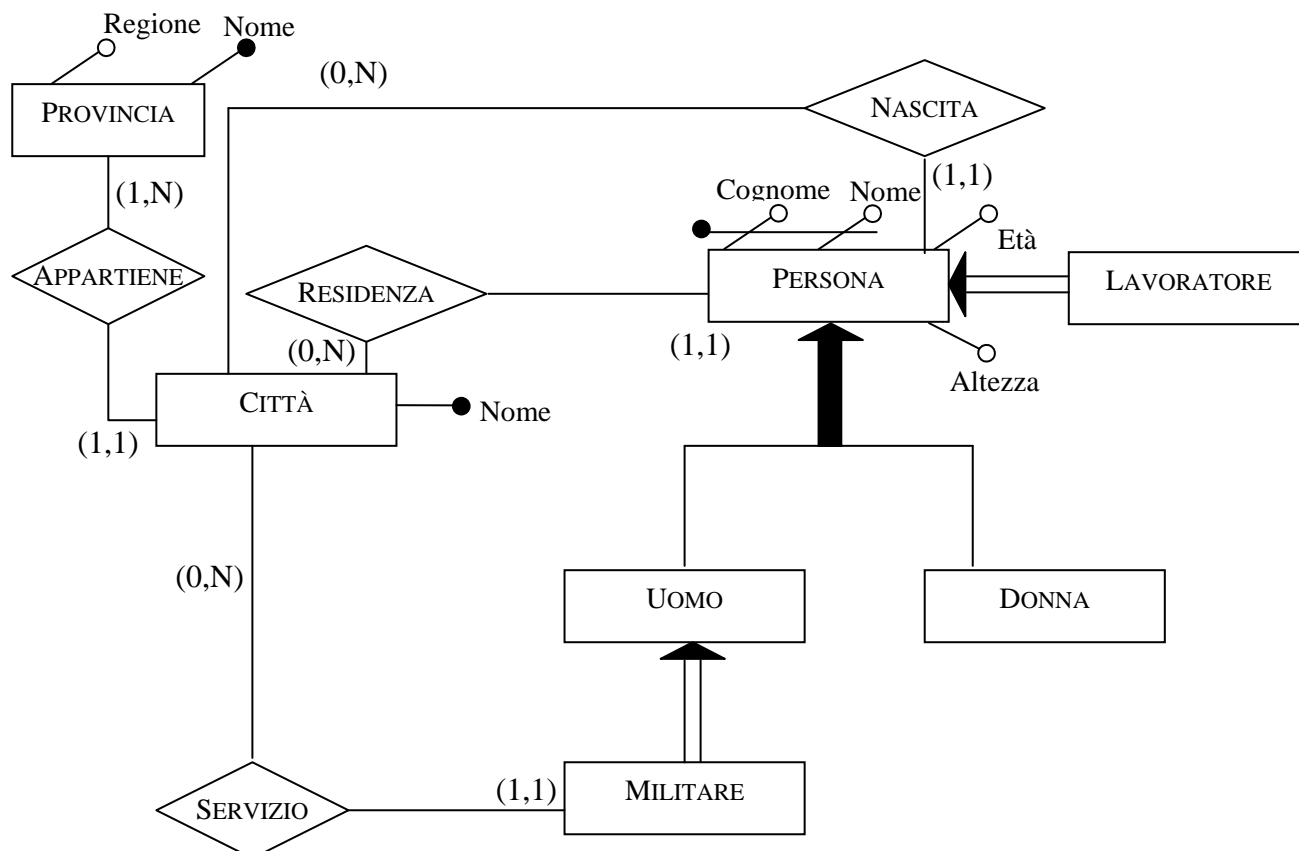 Regione Nome
(0,N)
PROVINCIA
NASCITA
(1,N)
(1,1)
Cognome Nome
Età
APPARTIENE
RESIDENZA
PERSONA
LAVORATORE
(0,N)
(1,1)
Altezza
CITTÀ
Nome
(1,1)
(0,N)
UOMO
DONNA
SERVIZIO
(1,1)
MILITARE